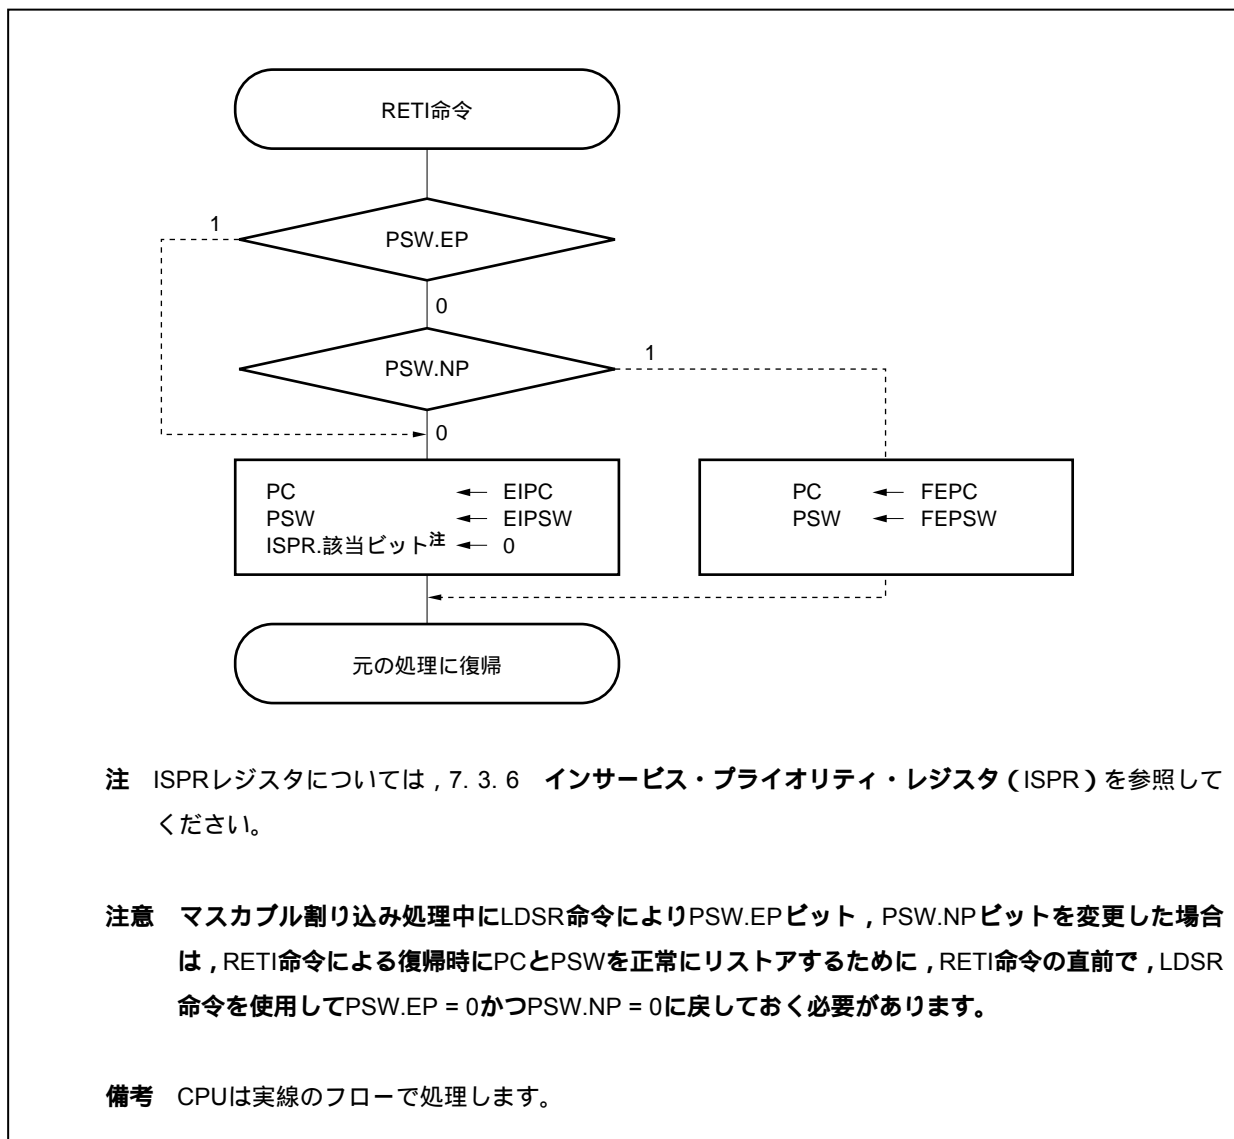 RETI命令
1
PSW.EP
0
PSW.NP
1
0
PC ← EIPC
PSW ← EIPSW
ISPR.該当ビット注 ← 0
PC ← FEPC
PSW ← FEPSW
元の処理に復帰
注 ISPRレジスタについては，7. 3. 6 インサービス・プライオリティ・レジスタ（ISPR）を参照して
ください。
注意 マスカブル割り込み処理中にLDSR命令によりPSW.EPビット，PSW.NPビットを変更した場合
は，RETI命令による復帰時にPCとPSWを正常にリストアするために，RETI命令の直前で，LDSR
命令を使用してPSW.EP = 0かつPSW.NP = 0に戻しておく必要があります。
備考 CPUは実線のフローで処理します。